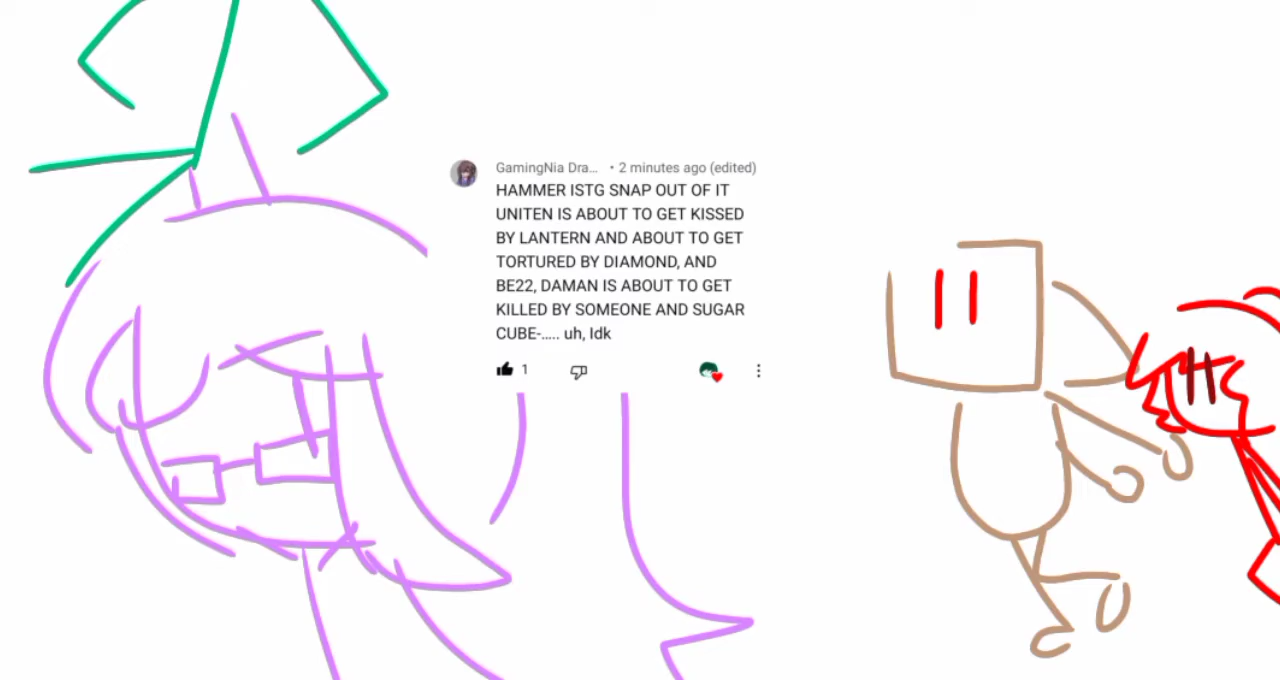 GamingNia Dra... • 2 minutes ago (edited)
HAMMER ISTG SNAP OUT OF IT
UNITEN IS ABOUT TO GET KISSED
BY LANTERN AND ABOUT TO GET
TORTURED BY DIAMOND, AND
BE22, DAMAN IS ABOUT TO GET
KILLED BY SOMEONE AND SUGAR
CUBE-..... uh, Idk
1